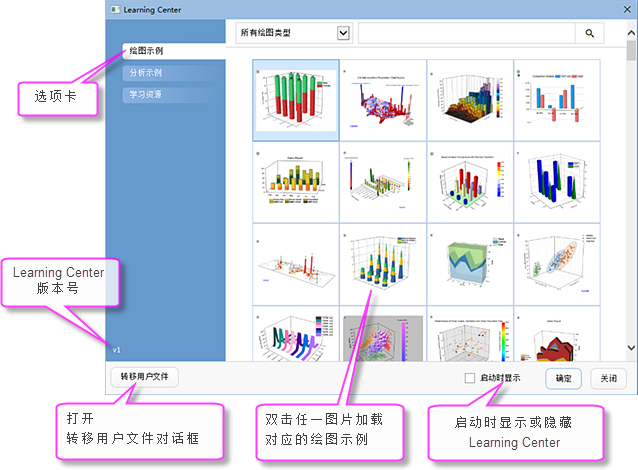 Learning Center
绘图示例
分析示例
学习资源
所有绘图类型
选项卡
Learning Center
版本号
v1
转移用户文件
启动时显示
确定
关闭
打开
转移用户文件对话框
双击任一图片加载
对应的绘图示例
启动时显示或隐藏
Learning Center